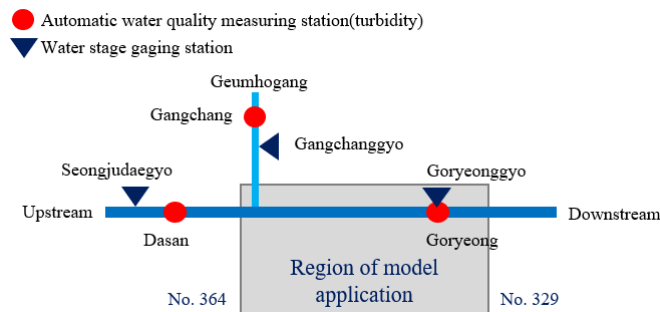 Automatic water quality measuring station(turbidity)
Water stage gaging station
Geumhogang
Gangchang
Gangchanggyo
Seongjudaegyo
Goryeonggyo
Upstream
Downstream
Dasan
Goryeong
Region of model
application
No. 364
No. 329